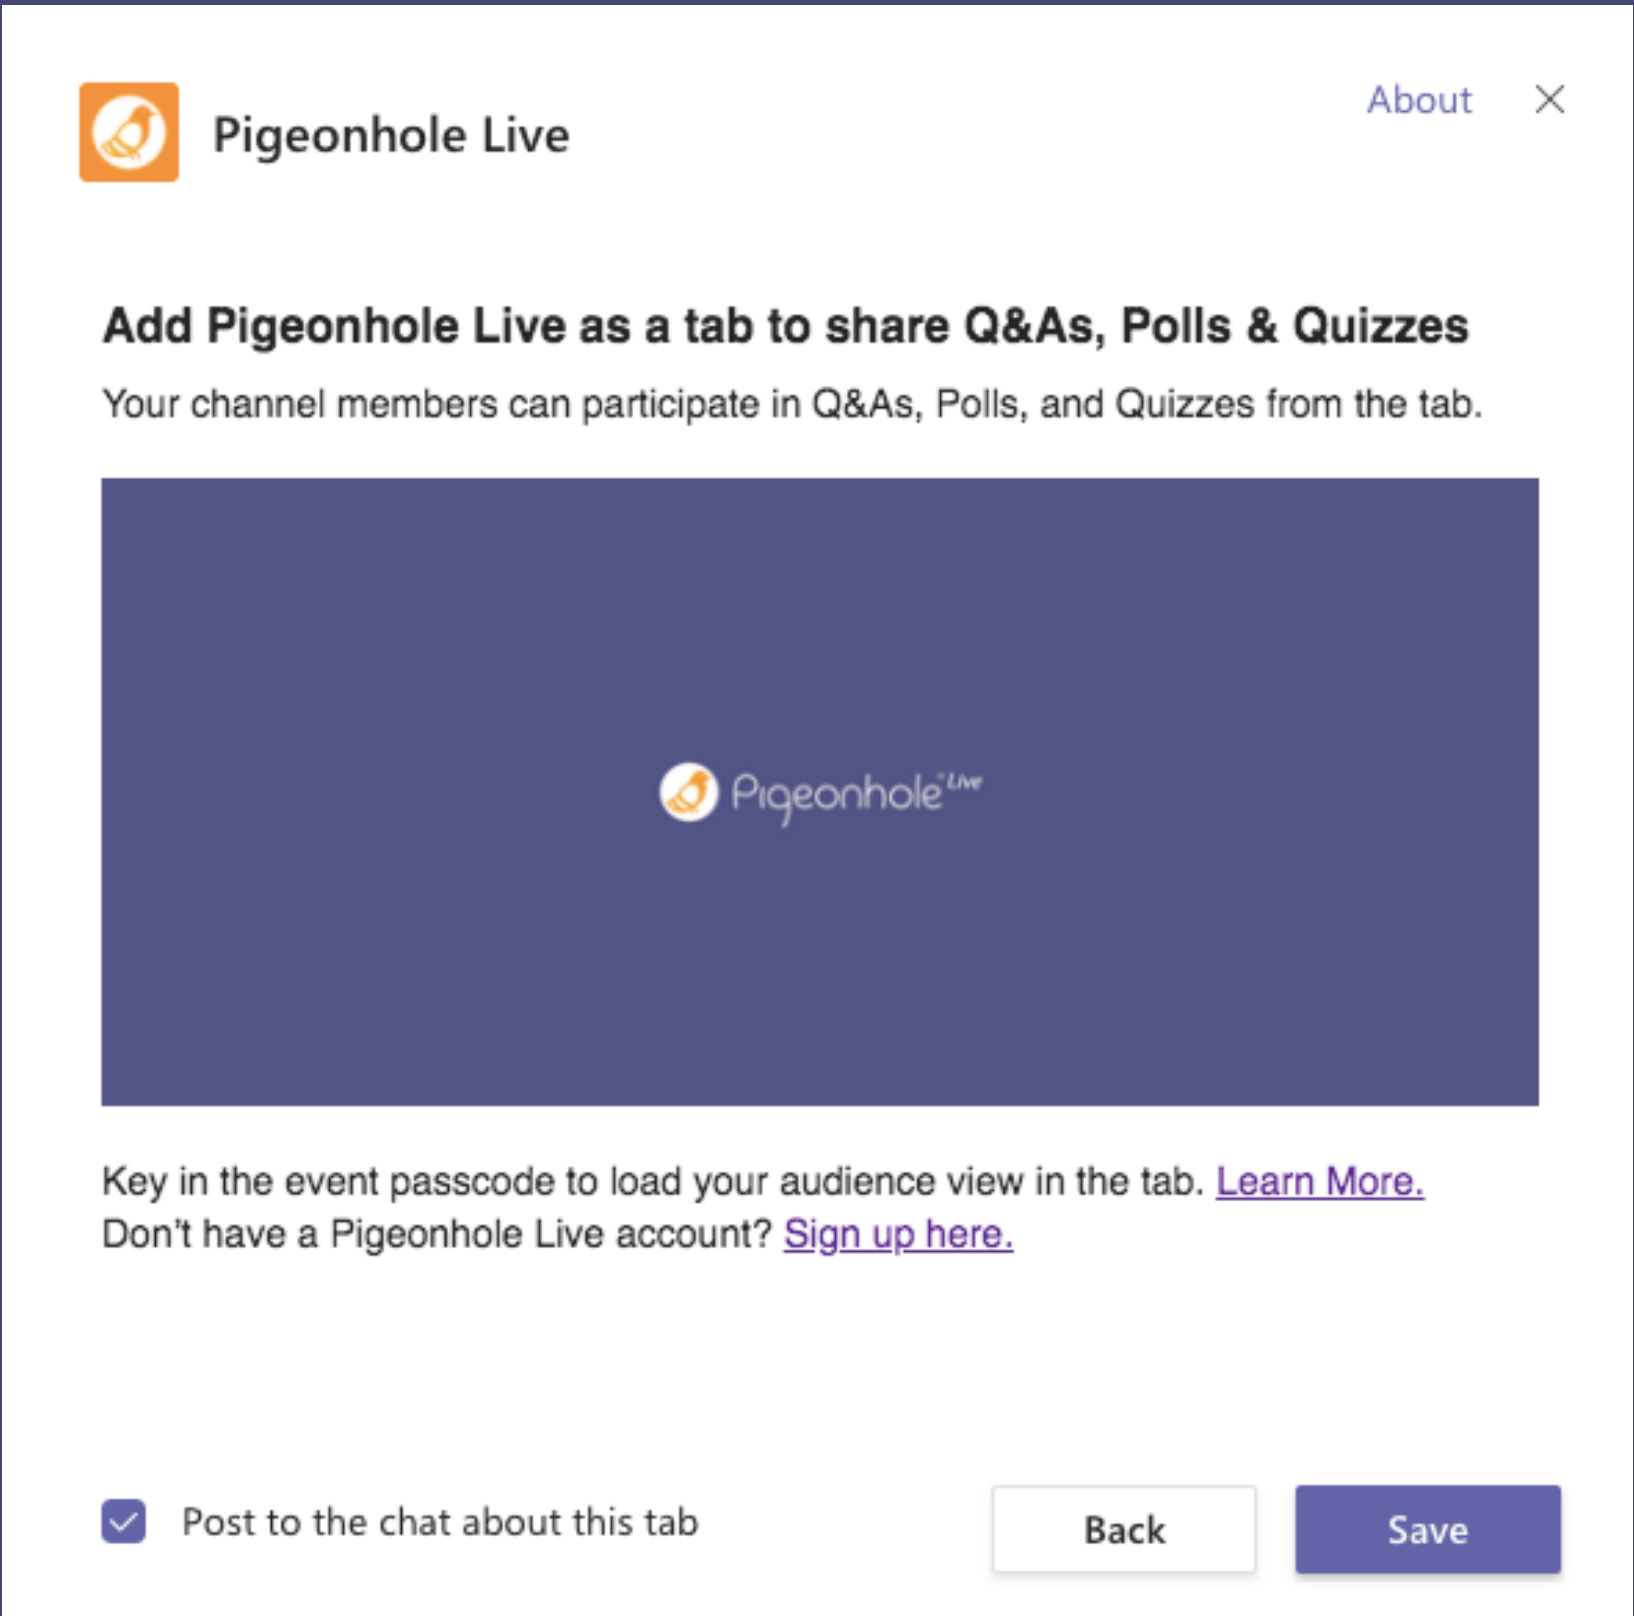 Pigeonhole Live
About
Add Pigeonhole Live as a tab to share Q&As, Polls & Quizzes
Your channel members can participate in Q&As, Polls, and Quizzes from the tab.
Pigeonhole Live
Key in the event passcode to load your audience view in the tab. Learn More.
Don't have a Pigeonhole Live account? Sign up here.
Post to the chat about this tab
Back
Save